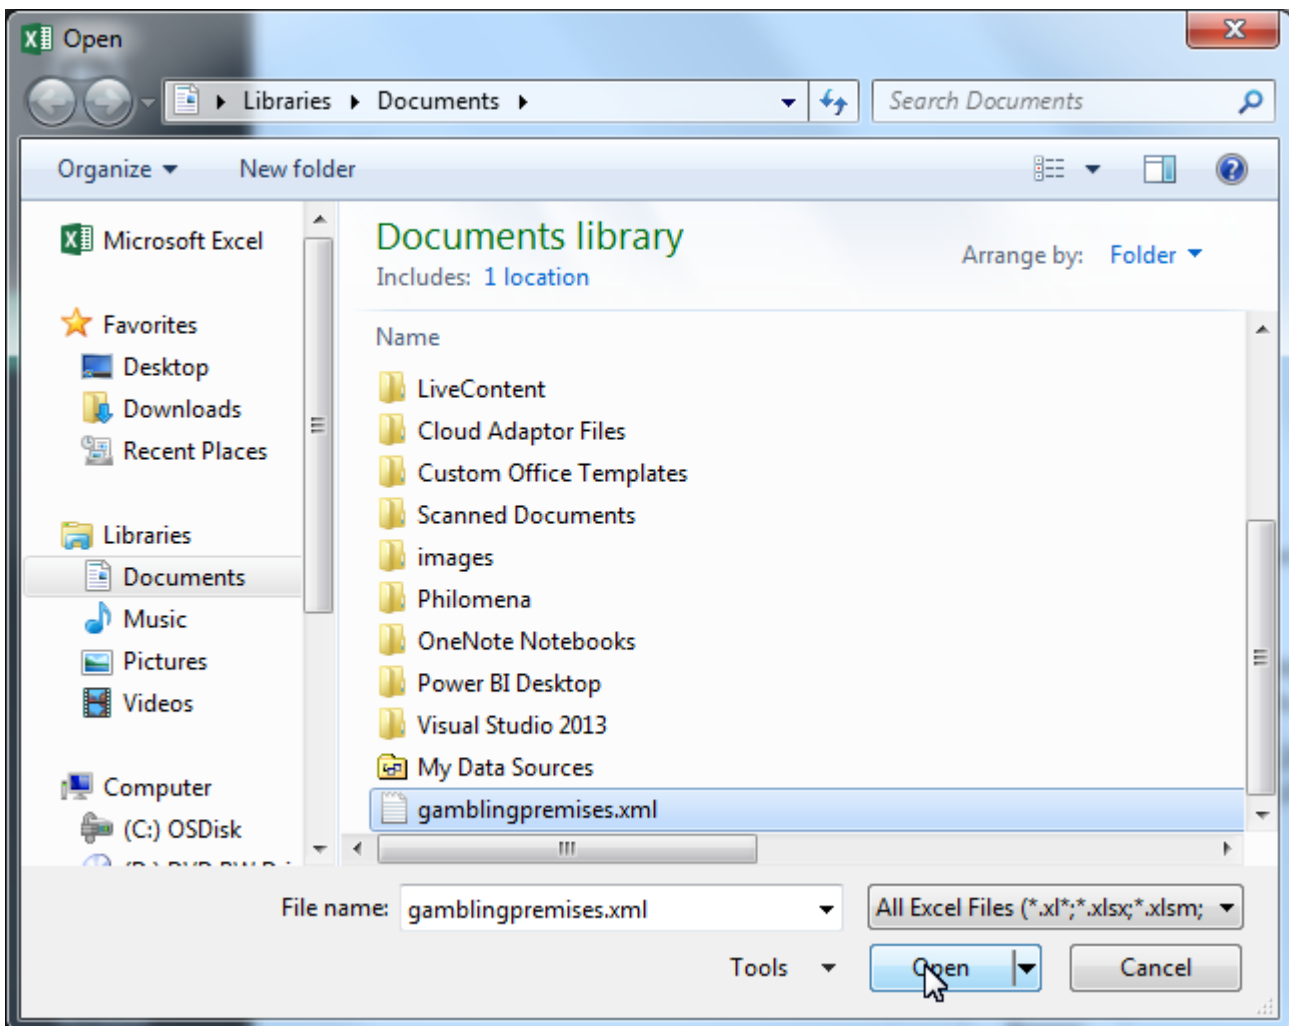 Open
Libraries Documents
Search Documents
Organize New folder
Microsoft Excel
Favorites
Desktop
Downloads
Recent Places
Libraries
Documents
Music
Pictures
Videos
Computer
(C:) OSDisk
Documents library
Includes: 1 location
Arrange by: Folder
Name
LiveContent
Cloud Adaptor Files
Custom Office Templates
Scanned Documents
images
Philomena
OneNote Notebooks
Power BI Desktop
Visual Studio 2013
My Data Sources
gamblingpremises.xml
File name: gamblingpremises.xml
All Excel Files (*.xl*;*.xlsx;*.xlsm;
Tools Open Cancel